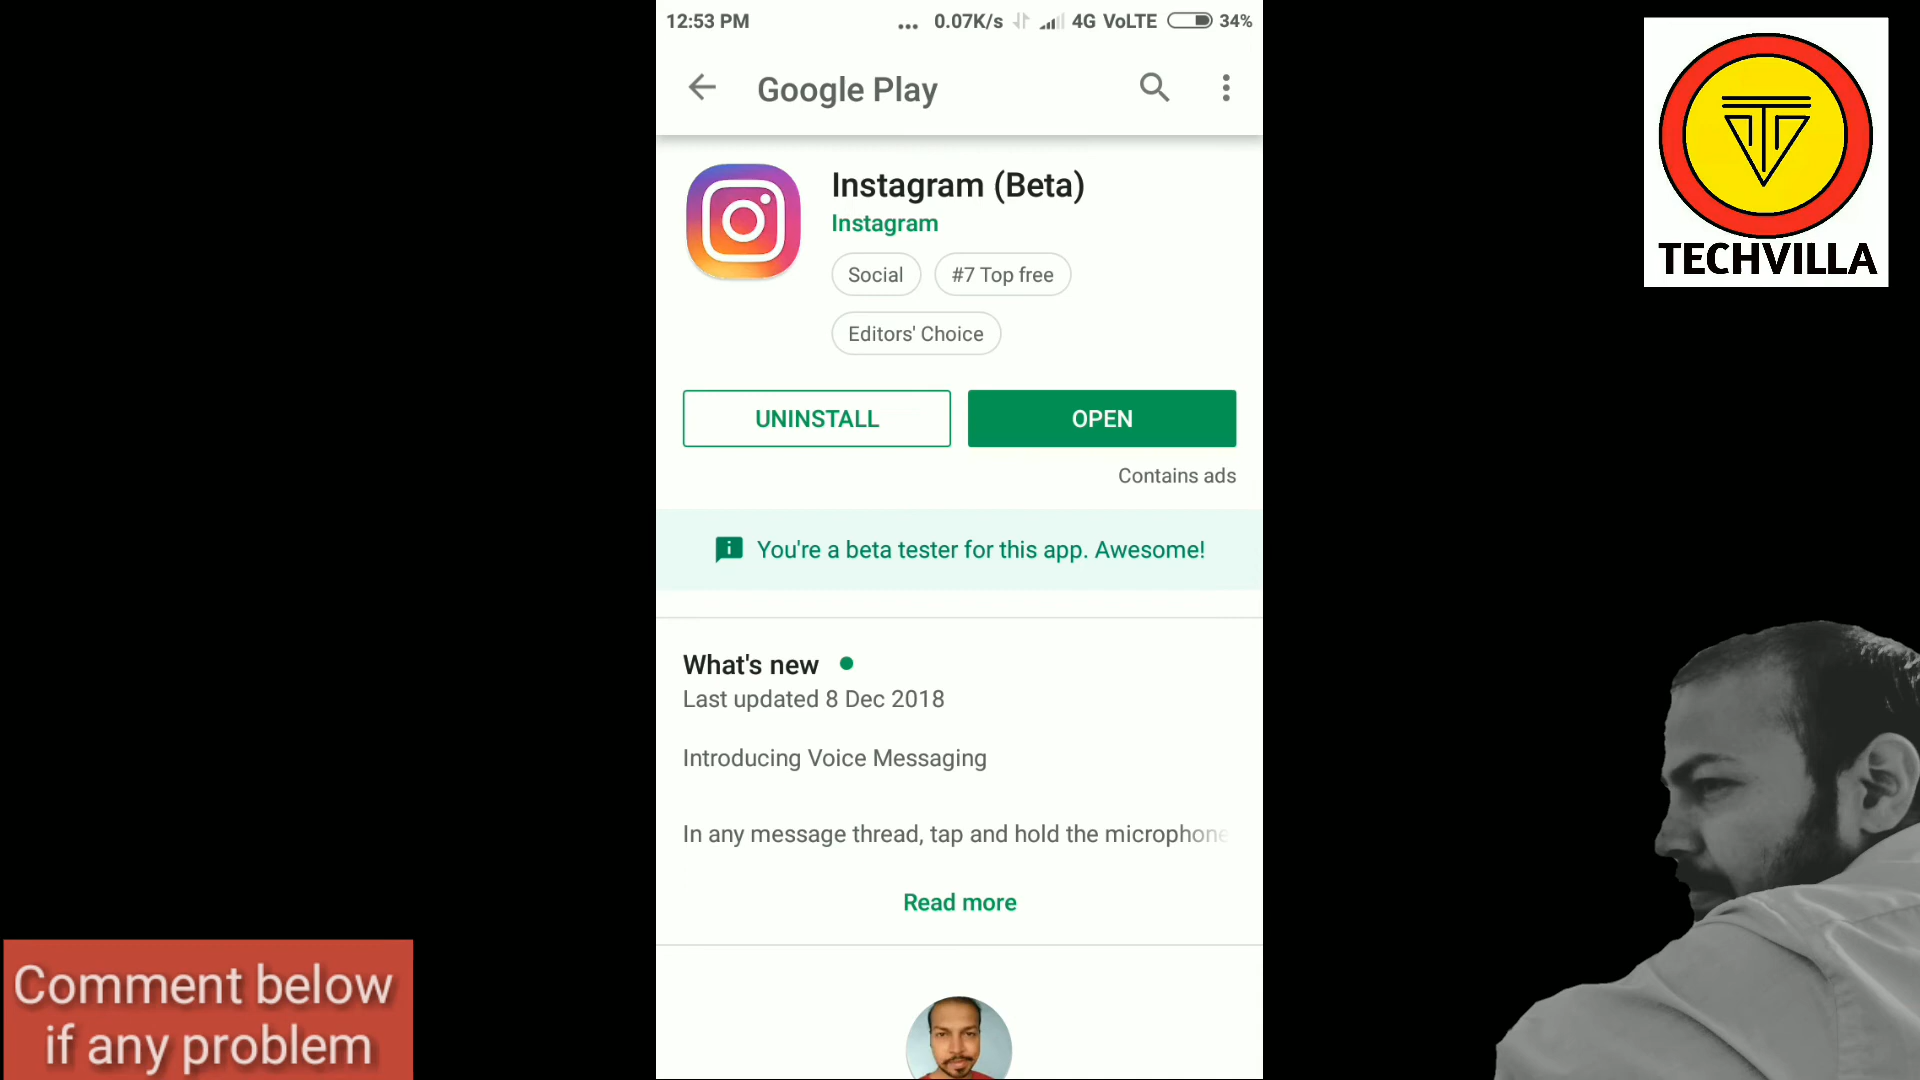 12:53 PM ... 0.07K/s 4G VoLTE 34%
Google Play
Instagram (Beta)
Instagram
Social #7 Top free
Editors' Choice
UNINSTALL OPEN
Contains ads
You're a beta tester for this app. Awesome!
What's new
Last updated 8 Dec 2018
Introducing Voice Messaging
In any message thread, tap and hold the microphone
Read more
TECHVILLA
Comment below
if any problem